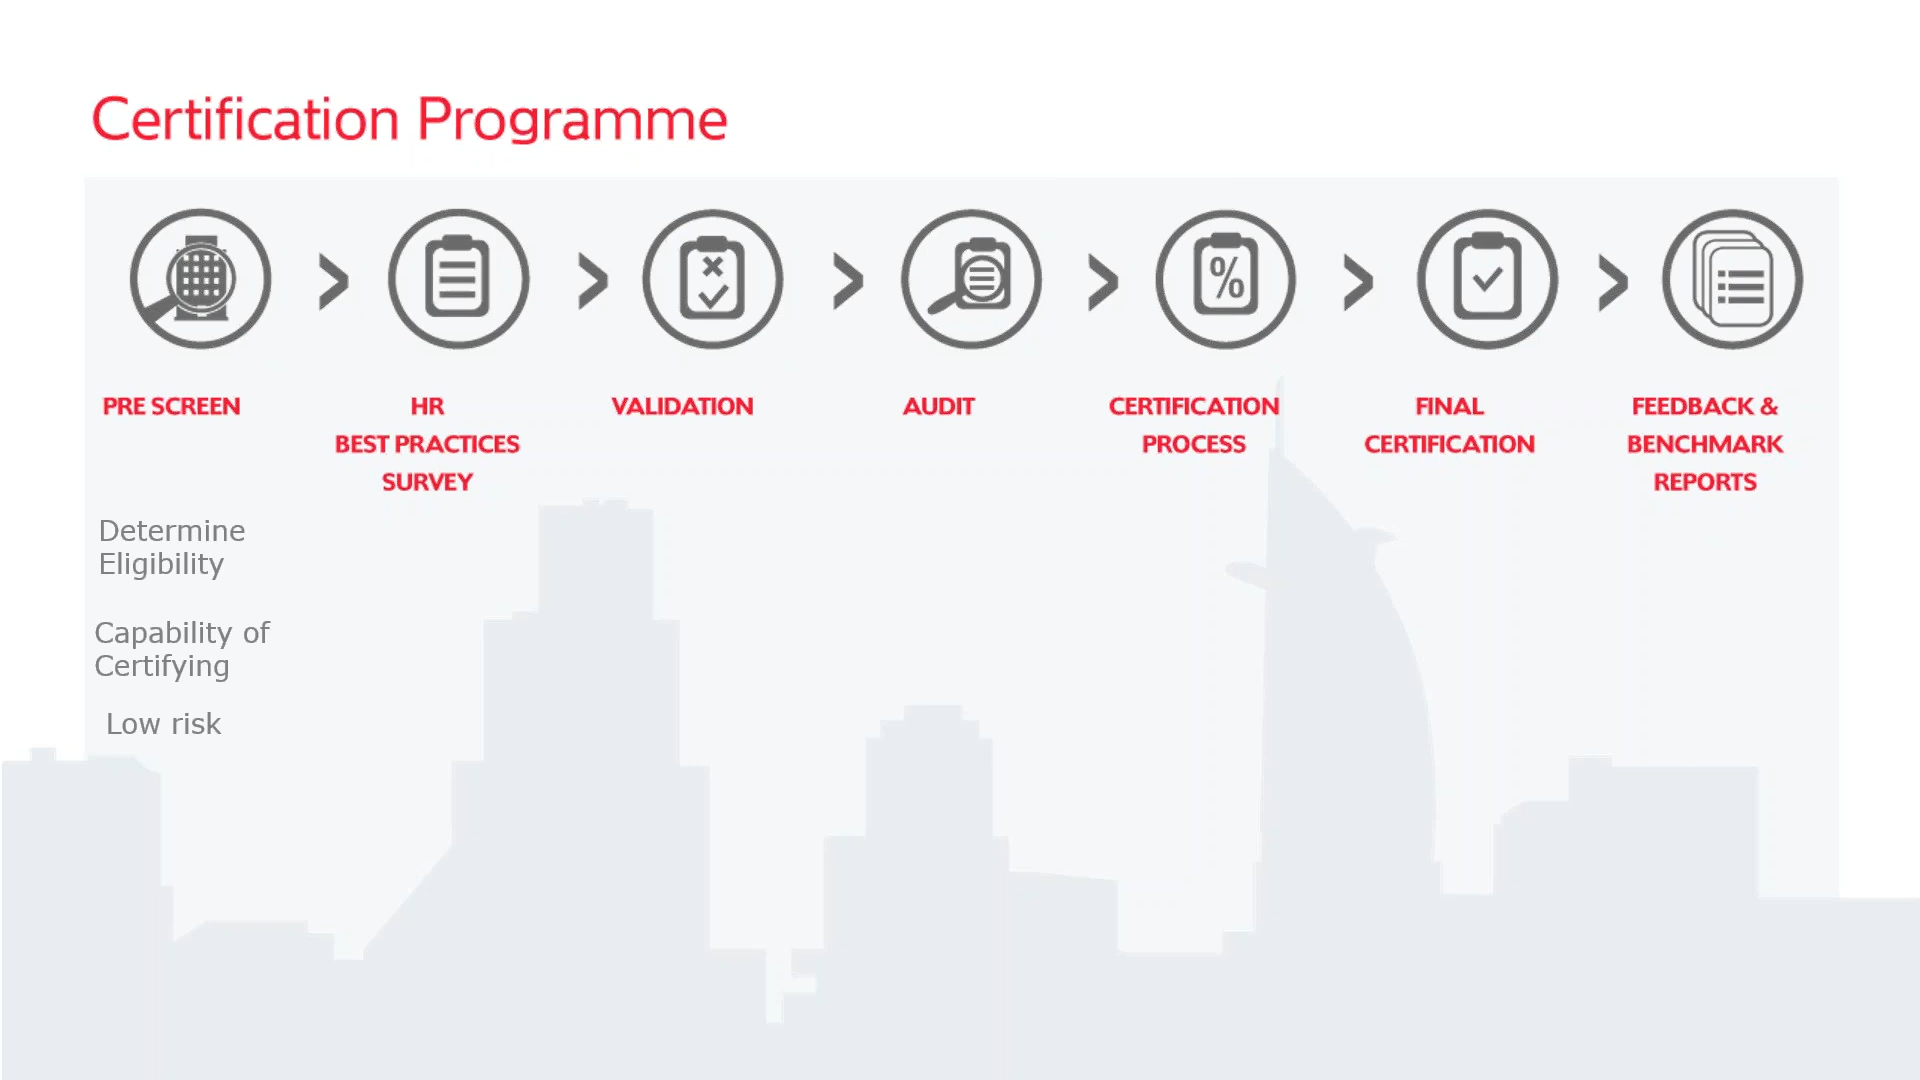 Certification Programme
%
PRE SCREEN
HR
BEST PRACTICES
SURVEY
VALIDATION
AUDIT
CERTIFICATION
PROCESS
FINAL
CERTIFICATION
FEEDBACK &
BENCHMARK
REPORTS
Determine
Eligibility
Capability of
Certifying
Low risk